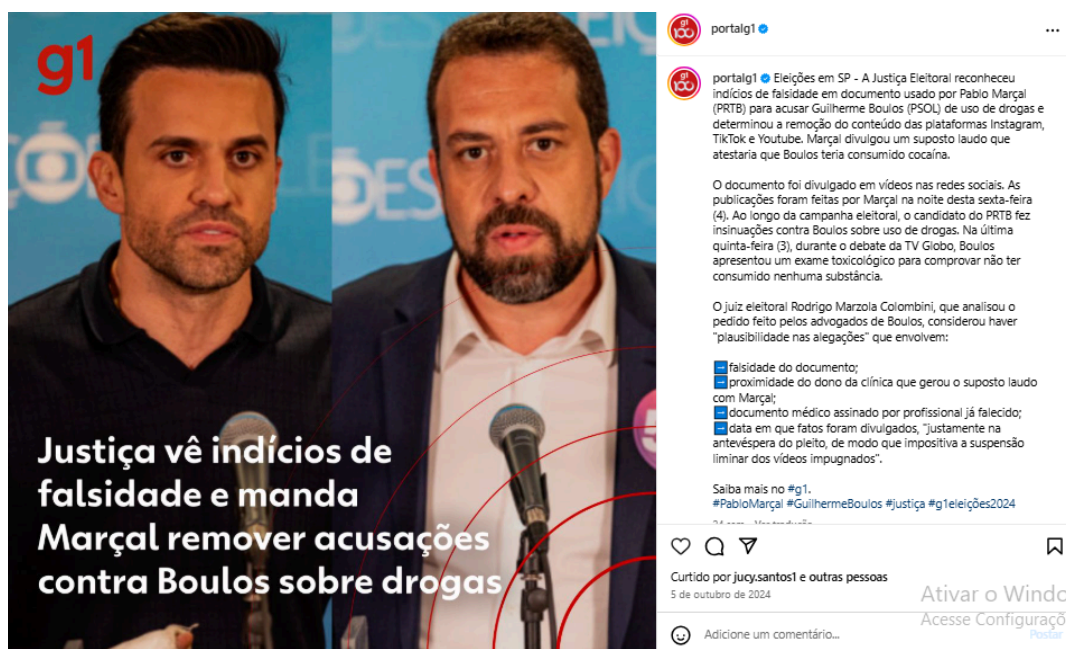 g1
Justiça vê indícios de
falsidade e manda
Marçal remover acusações
contra Boulos sobre drogas
portalg1
portalg1 Eleições em SP - A Justiça Eleitoral reconheceu
indícios de falsidade em documento usado por Pablo Marçal
(PRTB) para acusar Guilherme Boulos (PSOL) de uso de drogas e
determinou a remoção do conteúdo das plataformas Instagram,
TikTok e Youtube. Marçal divulgou um suposto laudo que
atestaria que Boulos teria consumido cocaína.
O documento foi divulgado em vídeos nas redes sociais. As
publicações foram feitas por Marçal na noite desta sexta-feira
(4). Ao longo da campanha eleitoral, o candidato do PRTB fez
insinuações contra Boulos sobre uso de drogas. Na última
quinta-feira (3), durante o debate da TV Globo, Boulos
apresentou um exame toxicológico para comprovar não ter
consumido nenhuma substância.
O juiz eleitoral Rodrigo Marzola Colombini, que analisou o
pedido feito pelos advogados de Boulos, considerou haver
"plausibilidade nas alegações" que envolvem:
➡️falsidade do documento;
➡️proximidade do dono da clínica que gerou o suposto laudo
com Marçal;
➡️documento médico assinado por profissional já falecido;
➡️data em que fatos foram divulgados, "justamente na
antevéspera do pleito, de modo que impositiva a suspensão
liminar dos vídeos impugnados".
Saiba mais no #g1.
#PabloMarçal #GuilhermeBoulos #justiça #g1eleições2024
Curtido por jucy.santos1 e outras pessoas
5 de outubro de 2024
Ativar o Windo
Acesse Configuraçõ
Adicione um comentário...
Postar